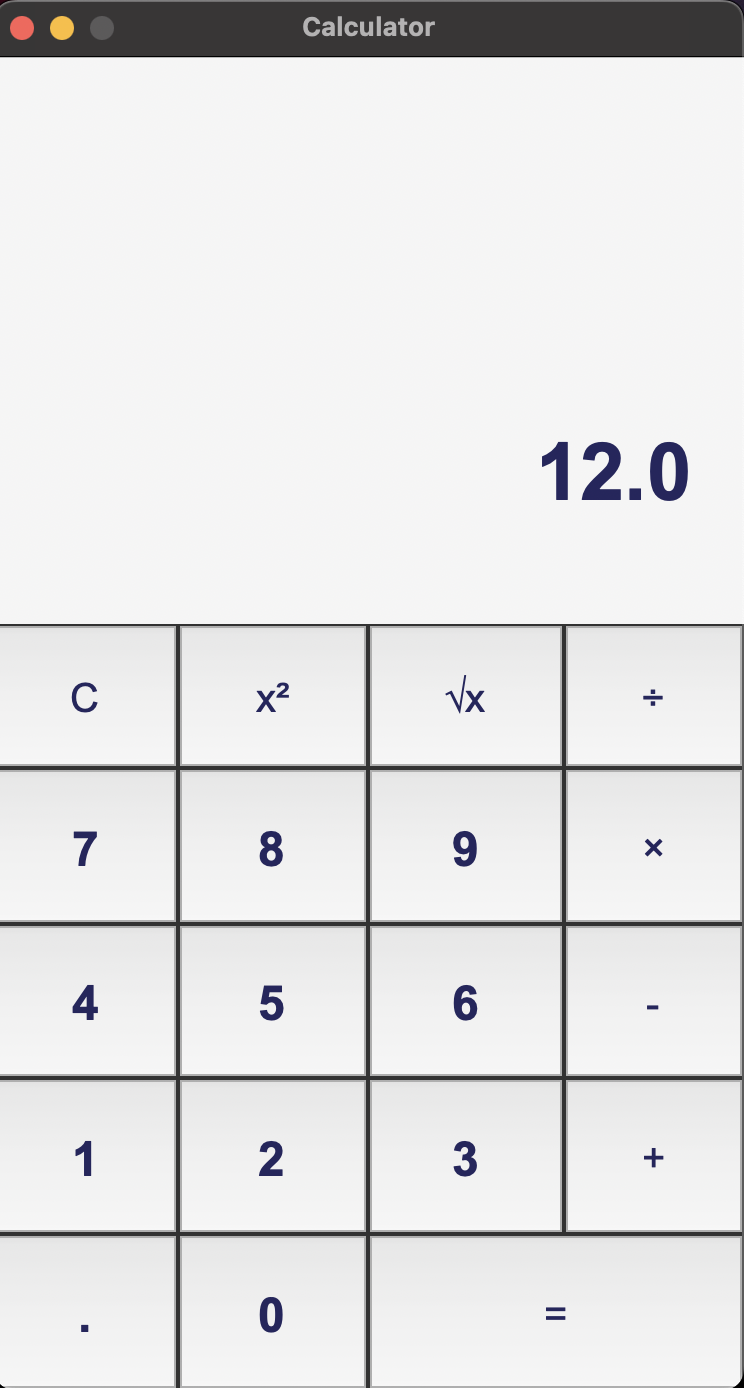 Calculator
12.0
C x² √x ÷
7 8 9 ×
4 5 6 -
1 2 3 +
. 0 =